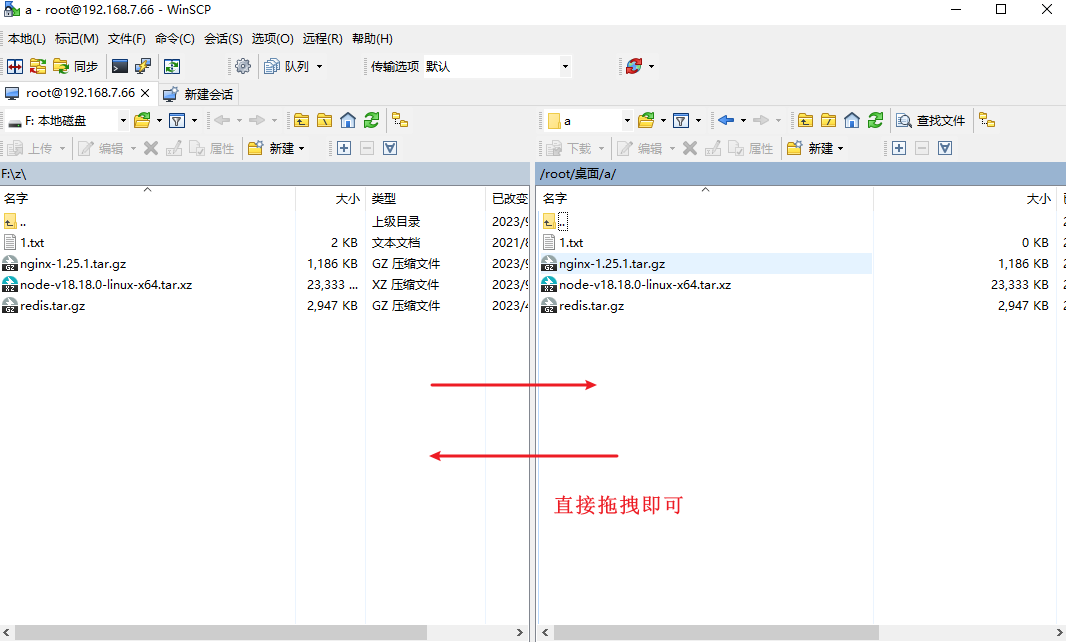 a - root@192.168.7.66 - WinSCP
本地(L) 标记(M) 文件(F) 命令(C) 会话(S) 选项(O) 远程(R) 帮助(H)
同步 队列 传输选项 默认
root@192.168.7.66 新建会话
F: 本地磁盘 a 查找文件
上传 编辑 属性 新建 下载 编辑 属性 新建
F:\z\ /root/桌面/a/
名字 大小 类型 已改变 名字 大小
.. 上级目录 2023/ ..
1.txt 2 KB 文本文档 2021/ 1.txt 0 KB
nginx-1.25.1.tar.gz 1,186 KB GZ 压缩文件 2023/ nginx-1.25.1.tar.gz 1,186 KB
node-v18.18.0-linux-x64.tar.xz 23,333 ... XZ 压缩文件 2023/ node-v18.18.0-linux-x64.tar.xz 23,333 KB
redis.tar.gz 2,947 KB GZ 压缩文件 2023/ redis.tar.gz 2,947 KB
直接拖拽即可